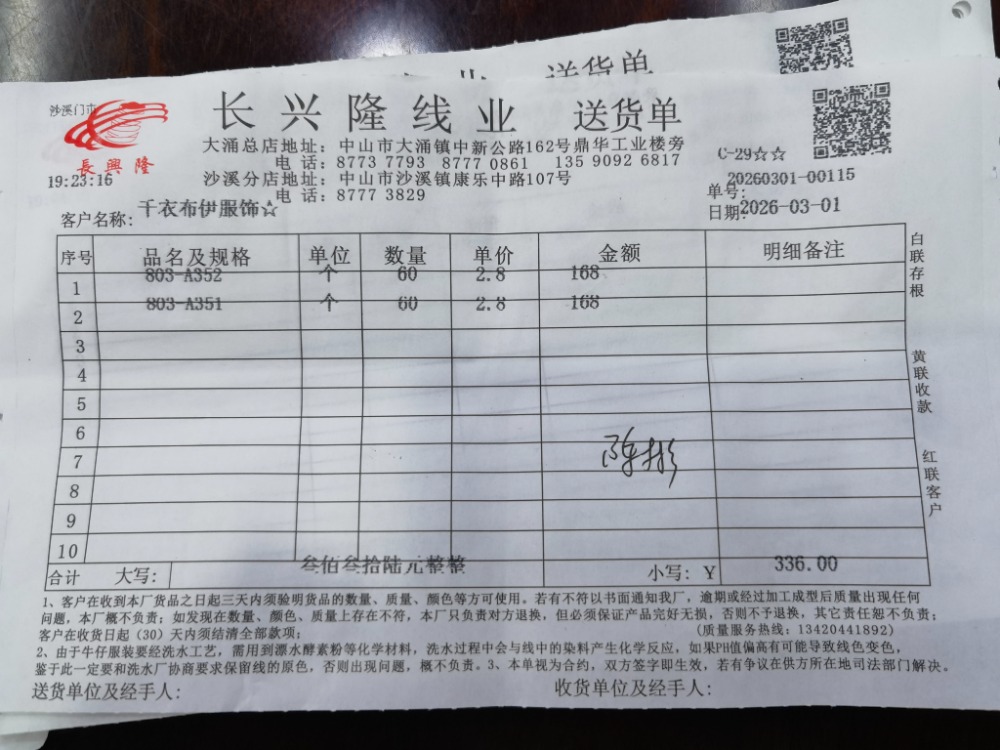 送货单
沙溪门市
長興隆
19:23:16
长兴隆线业 送货单
大涌总店地址：中山市大涌镇中新公路162号鼎华工业楼旁
电话：8773 7793 8777 0861 135 9092 6817
沙溪分店地址：中山市沙溪镇康乐中路107号
电话：8777 3829
C-29☆☆
单号: 20260301-00115
日期: 2026-03-01
客户名称: 千衣布伊服饰☆
序号 品名及规格 单位 数量 单价 金额 明细备注
1 803-A352 个 60 2.8 168
2 803-A351 个 60 2.8 168
3
4
5
6
7
8
9
10
陈彬
合计 大写: 叁佰叁拾陆元整整 小写: Y 336.00
白联存根
黄联收款
红联客户
1、客户在收到本厂货品之日起三天内须验明货品的数量、质量、颜色等方可使用。若有不符以书面通知我厂，逾期或经过加工成型后质量出现任何
问题，本厂概不负责；如发现在数量、颜色、质量上存在不符，本厂只负责对方退换，但必须保证产品完好无损，否则不予退换，其它责任恕不负责；
客户在收货日起（30）天内须结清全部款项； (质量服务热线：13420441892)
2、由于牛仔服装要经洗水工艺，需用到漂水酵素粉等化学材料，洗水过程中会与线中的染料产生化学反应，如果PH值偏高有可能导致线色变色，
鉴于此一定要和洗水厂协商要求保留线的原色，否则出现问题，概不负责。3、本单视为合约，双方签字即生效，若有争议在供方所在地司法部门解决。
送货单位及经手人: 收货单位及经手人: